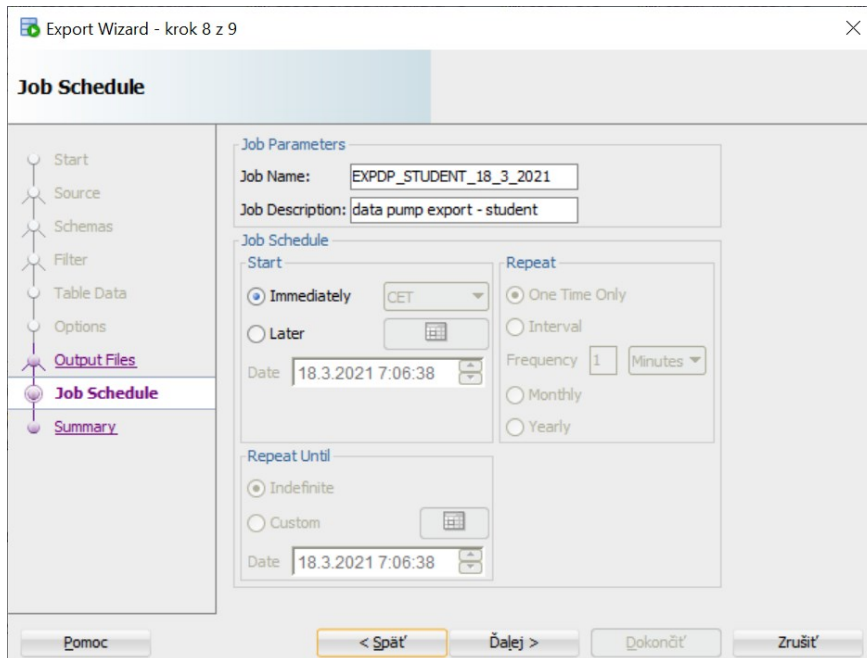 Export Wizard - krok 8 z 9
Job Schedule
Start
Source
Schemas
Filter
Table Data
Options
Output Files
Job Schedule
Summary
Job Parameters
Job Name: EXPDP_STUDENT_18_3_2021
Job Description: data pump export - student
Job Schedule
Start
Immediately CET
Later
Date 18.3.2021 7:06:38
Repeat
One Time Only
Interval
Frequency 1 Minutes
Monthly
Yearly
Repeat Until
Indefinite
Custom
Date 18.3.2021 7:06:38
Pomoc < Späť Ďalej > Dokončiť Zrušiť